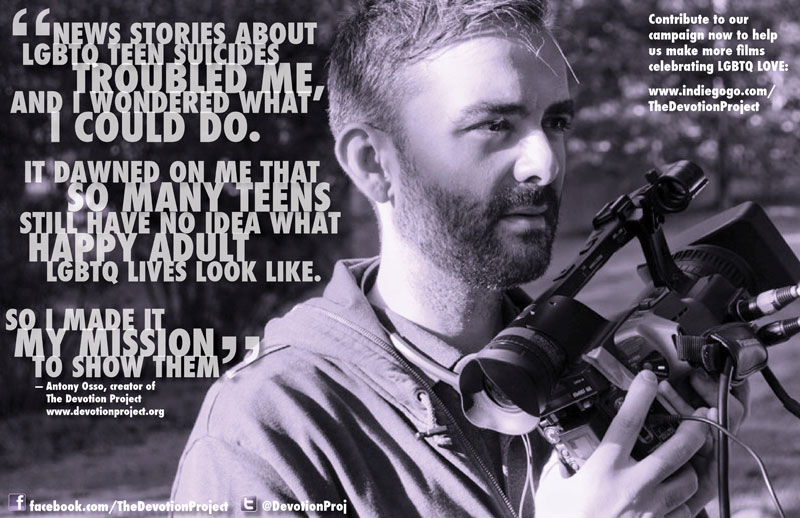 “NEWS STORIES ABOUT
LGBTQ TEEN SUICIDES
TROUBLED ME,
AND I WONDERED WHAT
I COULD DO.
IT DAWNED ON ME THAT
SO MANY TEENS
STILL HAVE NO IDEA WHAT
HAPPY ADULT
LGBTQ LIVES LOOK LIKE.
SO I MADE IT
MY MISSION
TO SHOW THEM”
— Antony Osso, creator of
The Devotion Project
www.devotionproject.org
Contribute to our
campaign now to help
us make more films
celebrating LGBTQ LOVE:
www.indiegogo.com/
TheDevotionProject
f facebook.com/TheDevotionProject t @DevotionProj